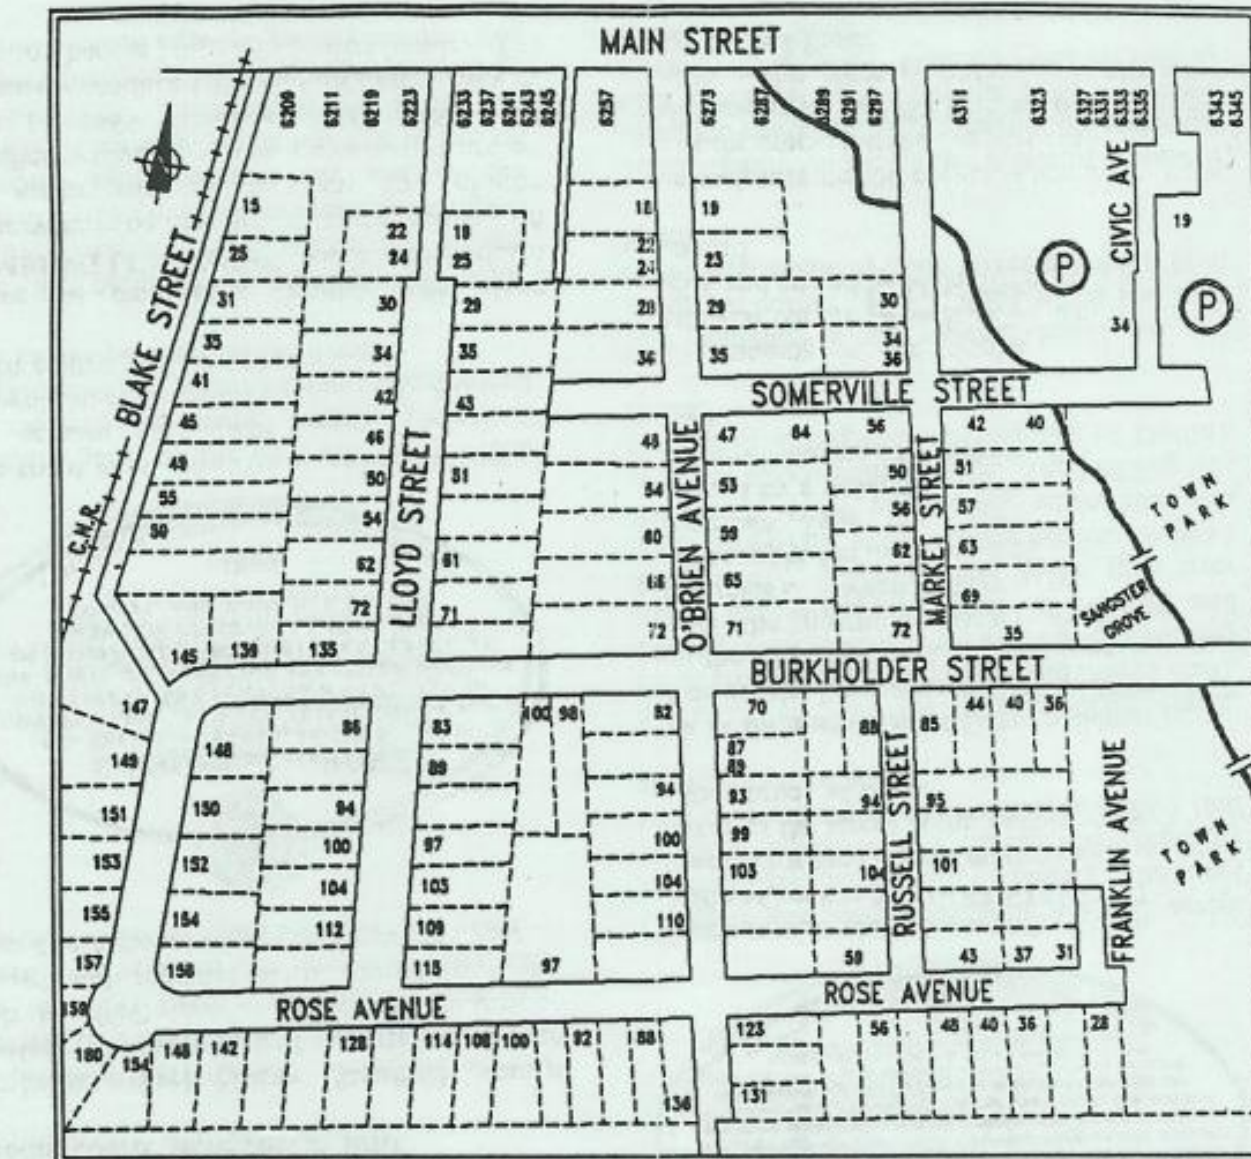 MAIN STREET
6209 6211 6219 6223 6233 6237 6241 6243 6245 6257 6273 6287 6289 6291 6297 6311 6323 6327 6331 6333 6335 6343 6345
15 22 18 18 19 19
25 24 25 22 23
24
31 30 29 28 29 30
35 34 35 36 35 34
36
41 42 43
45 46
49 50 51
55 54
59 62 61
72 71
145 139 135
BLAKE STREET
C.N.R.
LLOYD STREET
O'BRIEN AVENUE
MARKET STREET
CIVIC AVE
34
P
P
SOMERVILLE STREET
48 47 64 56 42 40
54 53 50 51
60 59 56 57
66 65 62 63
69
72 71 72 35
TOWN
PARK
SANGSTER
GROVE
BURKHOLDER STREET
147 148 86 83 100 98 82 70 88 85 44 40 36
149 89 87
89
151 150 94 94 93 94 95
153 152 100 97 100 99
155 154 104 103 104 103 104 101
157 158 112 109 110
159 115 97 59 43 37 31
RUSSELL STREET
FRANKLIN AVENUE
TOWN
PARK
ROSE AVENUE
ROSE AVENUE
160 154 148 142 128 114 108 100 92 88 136
123 56 48 40 36 28
131